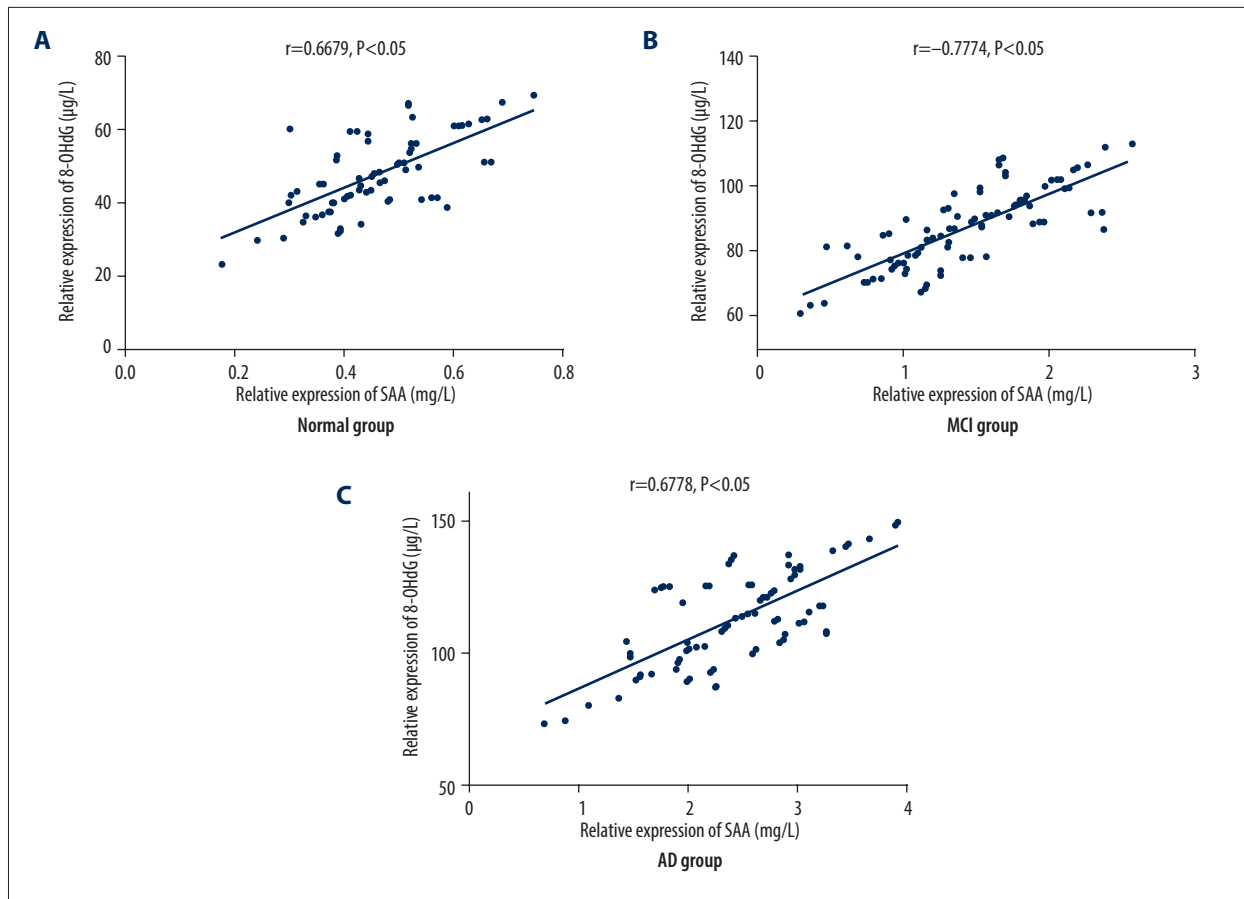 A
r=0.6679, P<0.05
Relative expression of 8-OHdG (μg/L)
80
60
40
20
0
0.0 0.2 0.4 0.6 0.8
Relative expression of SAA (mg/L)
Normal group
B
r=−0.7774, P<0.05
Relative expression of 8-OHdG (μg/L)
140
120
100
80
60
0 1 2 3
Relative expression of SAA (mg/L)
MCI group
C
r=0.6778, P<0.05
Relative expression of 8-OHdG (μg/L)
150
100
50
0 1 2 3 4
Relative expression of SAA (mg/L)
AD group